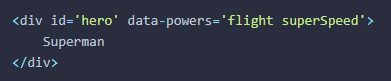 <div id='hero' data-powers='flight superSpeed'>
    Superman
</div>